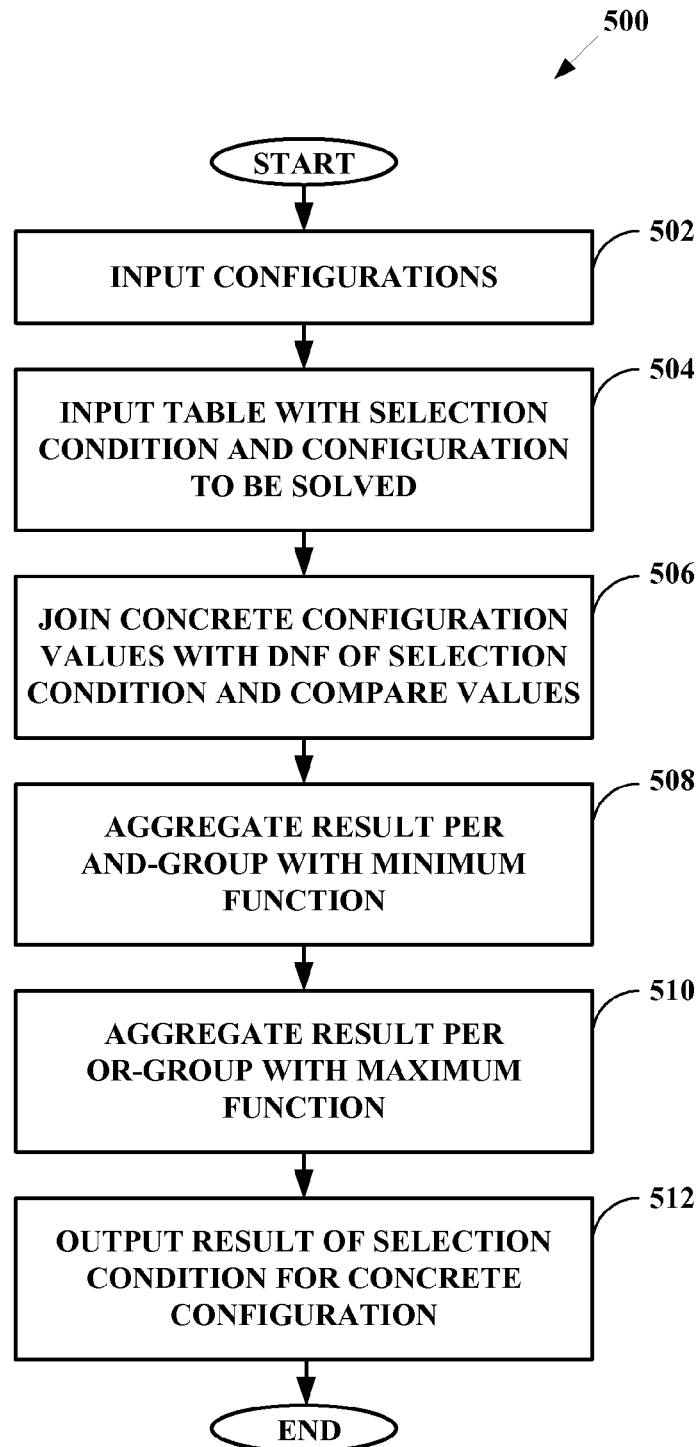 500
START
502
INPUT CONFIGURATIONS
504
INPUT TABLE WITH SELECTION
CONDITION AND CONFIGURATION
TO BE SOLVED
506
JOIN CONCRETE CONFIGURATION
VALUES WITH DNF OF SELECTION
CONDITION AND COMPARE VALUES
508
AGGREGATE RESULT PER
AND-GROUP WITH MINIMUM
FUNCTION
510
AGGREGATE RESULT PER
OR-GROUP WITH MAXIMUM
FUNCTION
512
OUTPUT RESULT OF SELECTION
CONDITION FOR CONCRETE
CONFIGURATION
END